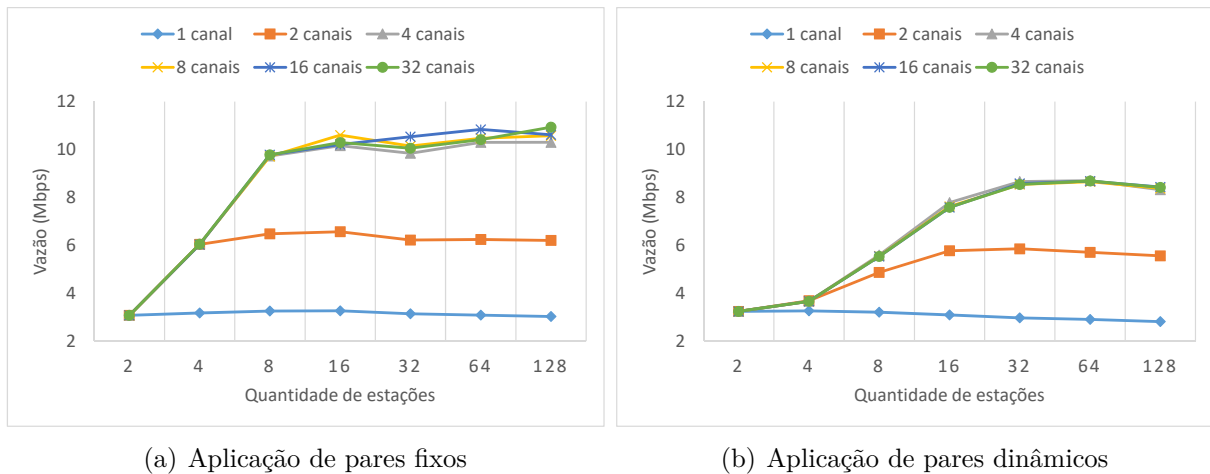 1 canal 2 canais 4 canais
8 canais 16 canais 32 canais
12
10
8
6
4
2
Vazão (Mbps)
2 4 8 16 32 64 128
Quantidade de estações
(a) Aplicação de pares fixos
1 canal 2 canais 4 canais
8 canais 16 canais 32 canais
12
10
8
6
4
2
Vazão (Mbps)
2 4 8 16 32 64 128
Quantidade de estações
(b) Aplicação de pares dinâmicos